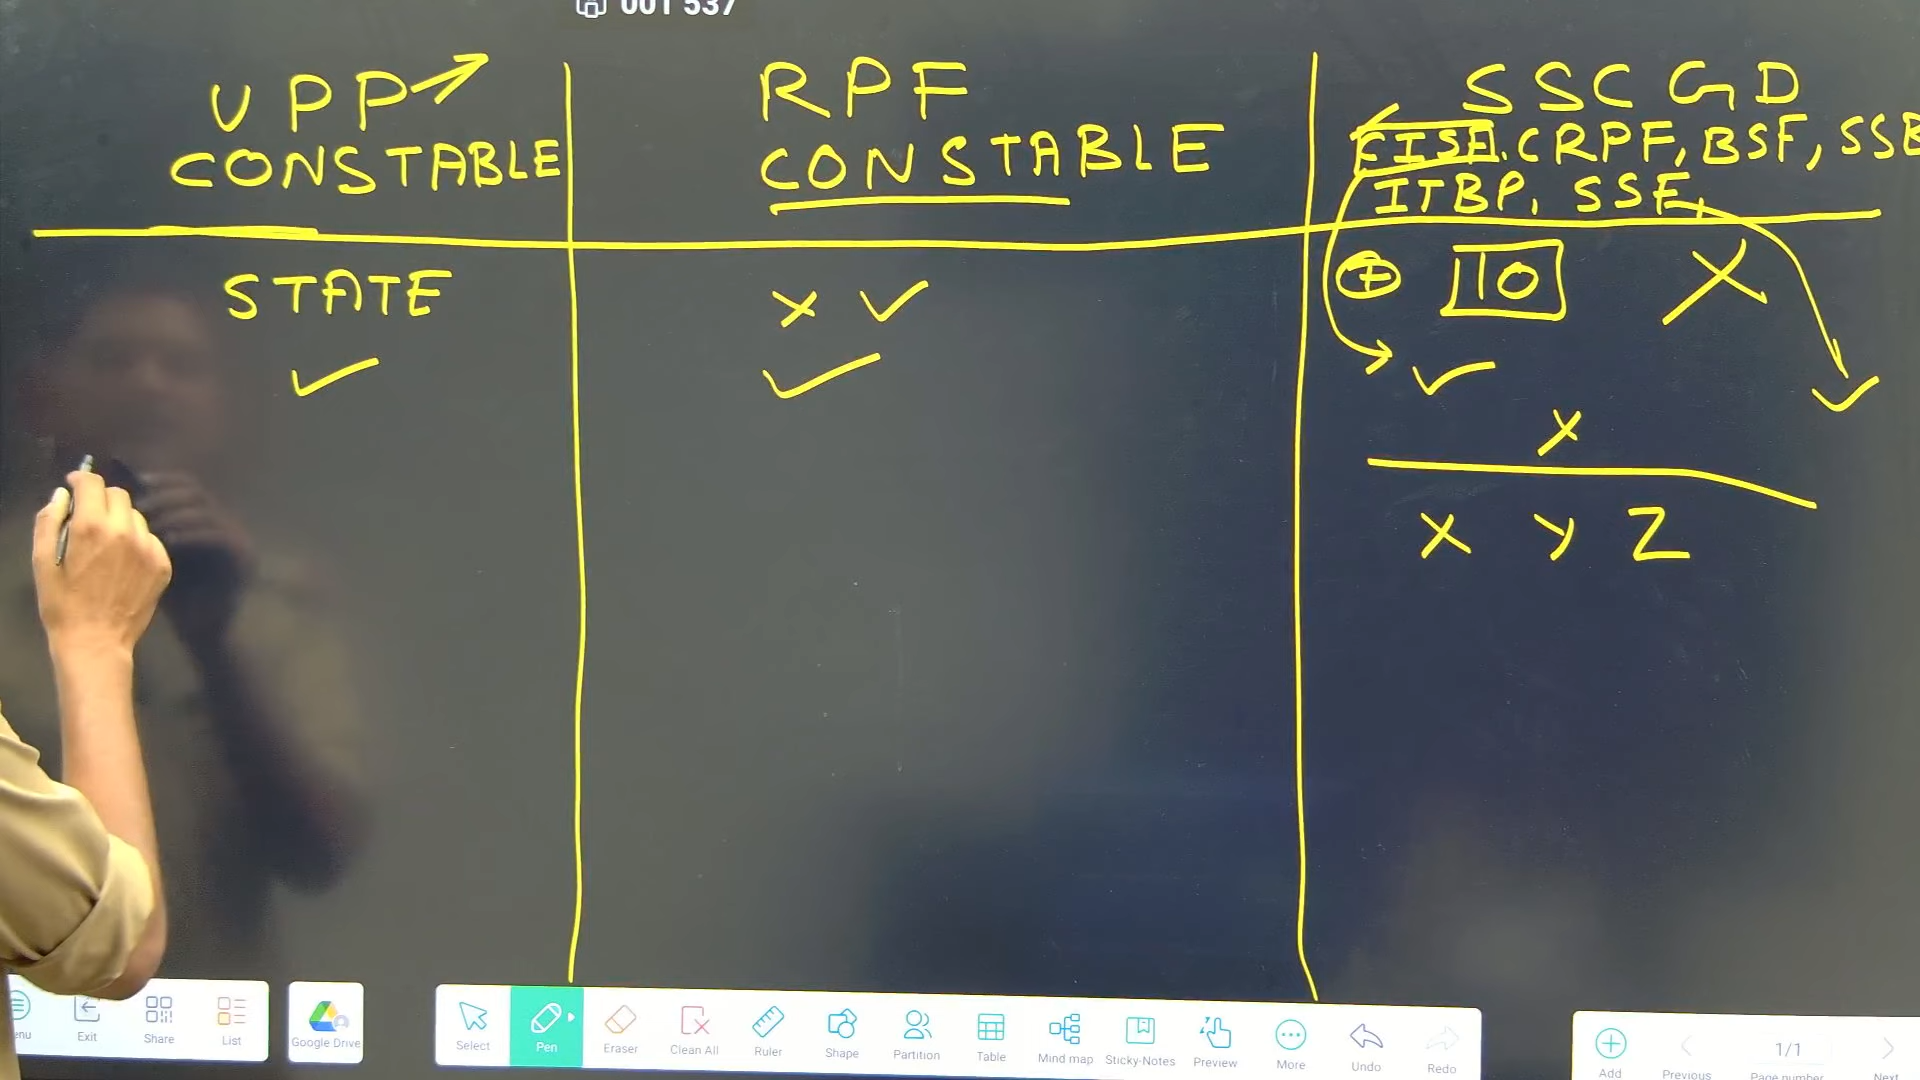 001 537
UPP
CONSTABLE
RPF
CONSTABLE
SSC GD
CISF, CRPF, BSF, SSB
ITBP, SSF,
STATE
X ✓
+ 10 X
✓
✓
✓
✓
X
X Y Z
enu
Exit
Share
List
Google Drive
Select
Pen
Eraser
Clean All
Ruler
Shape
Partition
Table
Mind map
Sticky-Notes
Preview
More
Undo
Redo
Add
Previous
1/1
Page number
Next